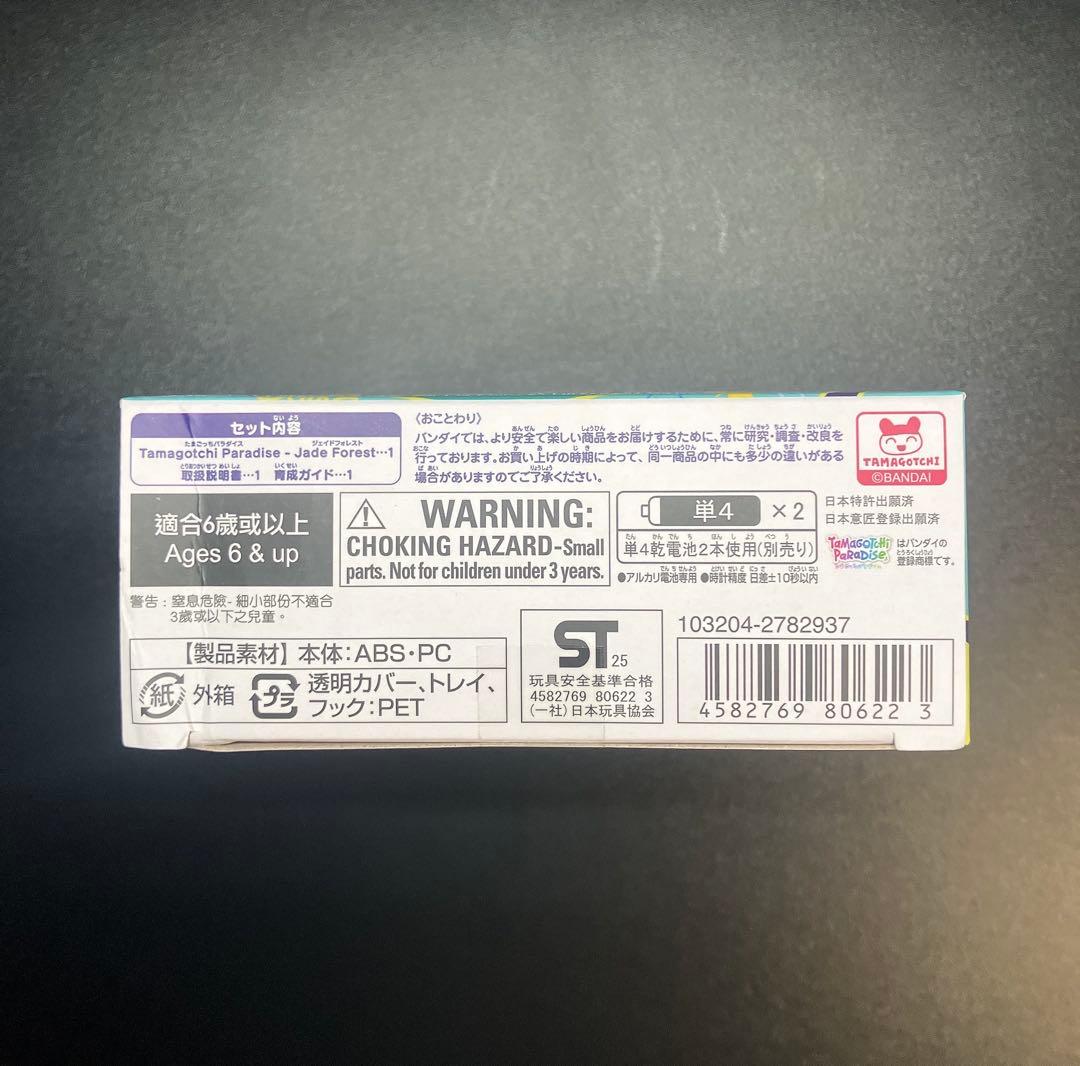 セット内容
Tamagotchi Paradise - Jade Forest…1
取扱説明書…1 育成ガイド…1
〈おことわり〉
バンダイでは、より安全で楽しい商品をお届けするために、常に研究・調査・改良を
行っております。お買い上げの時期によって、同一商品の中にも多少の違いがある
場合がありますのでご了承ください。
TAMAGOTCHI
©BANDAI
適合6歲或以上
Ages 6 & up
警告：窒息危險-細小部份不適合
3歲或以下之兒童。
WARNING:
CHOKING HAZARD-Small
parts. Not for children under 3 years.
単4 ×2
単4乾電池2本使用(別売り)
●アルカリ電池専用 ●時計精度 日差±10秒以内
日本特許出願済
日本意匠登録出願済
TaMaGoTCHi PaRaDiSe はバンダイの
登録商標です。
【製品素材】本体：ABS・PC
紙 外箱 プラ 透明カバー、トレイ、
フック：PET
ST 25
玩具安全基準合格
4582769 80622 3
(一社)日本玩具協会
103204-2782937
4582769 80622 3